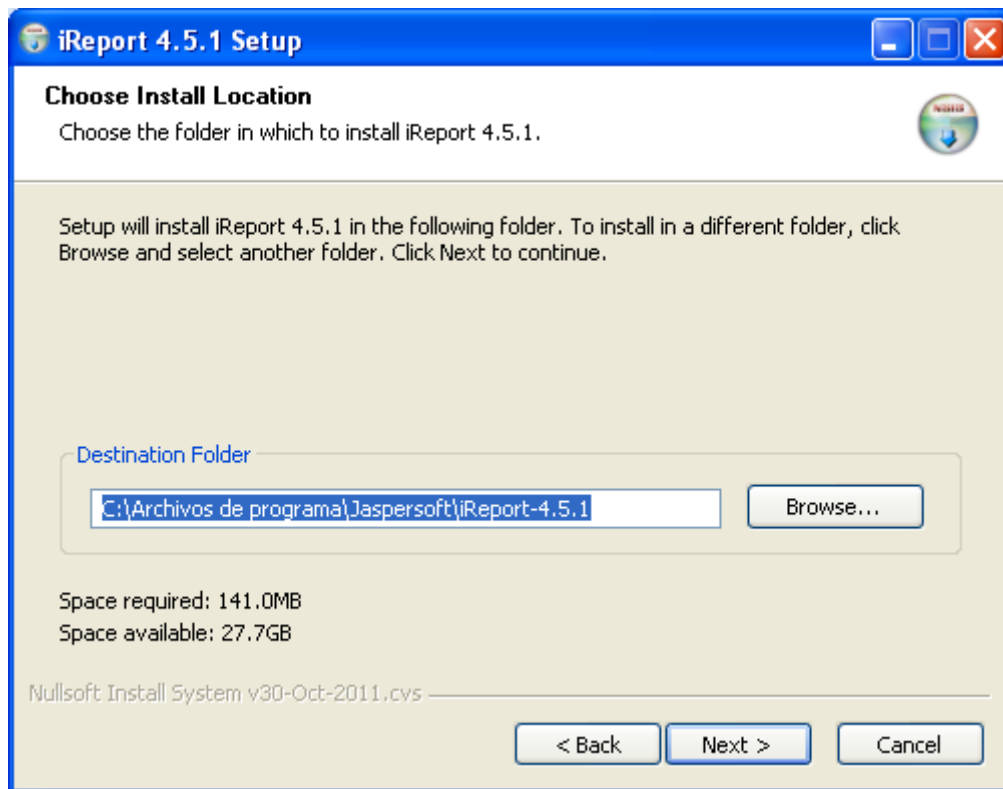 iReport 4.5.1 Setup
Choose Install Location
Choose the folder in which to install iReport 4.5.1.
Setup will install iReport 4.5.1 in the following folder. To install in a different folder, click
Browse and select another folder. Click Next to continue.
Destination Folder
C:\Archivos de programa\Jaspersoft\iReport-4.5.1
Browse...
Space required: 141.0MB
Space available: 27.7GB
Nullsoft Install System v30-Oct-2011.cvs
< Back
Next >
Cancel